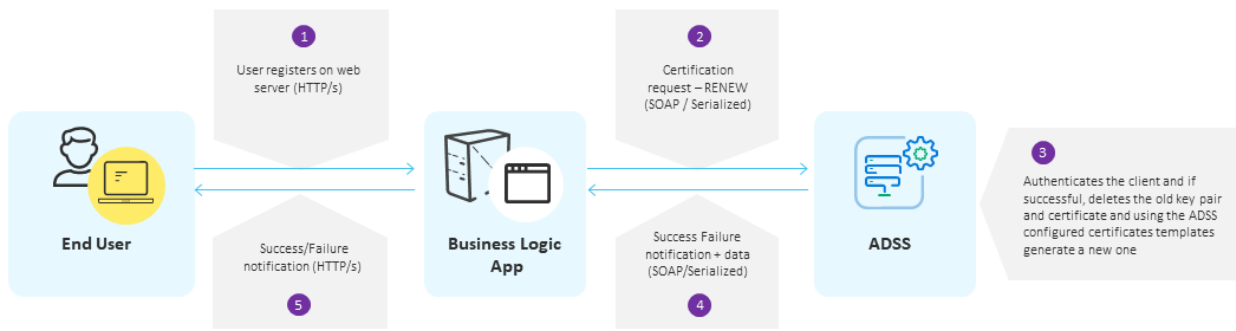 1
User registers on web
server (HTTP/s)
2
Certification
request – RENEW
(SOAP / Serialized)
End User
Business Logic
App
ADSS
3
Authenticates the client and if
successful, deletes the old key pair
and certificate and using the ADSS
configured certificates templates
generate a new one
Success Failure
notification + data
(SOAP/Serialized)
4
Success/Failure
notification (HTTP/s)
5